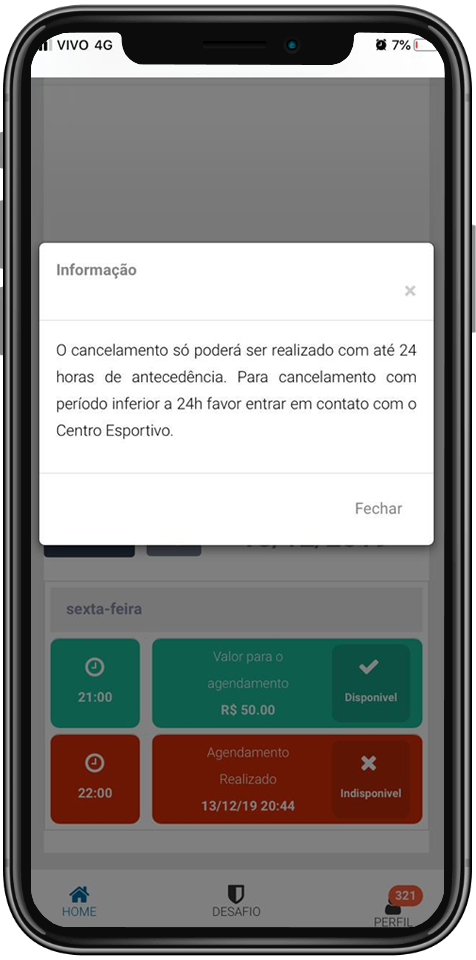 VIVO 4G 7%
Informação
×
O cancelamento só poderá ser realizado com até 24
horas de antecedência. Para cancelamento com
período inferior a 24h favor entrar em contato com o
Centro Esportivo.
Fechar
sexta-feira
21:00
Valor para o
agendamento
R$ 50.00
Disponivel
22:00
Agendamento
Realizado
13/12/19 20:44
Indisponivel
HOME
DESAFIO
321
PERFIL